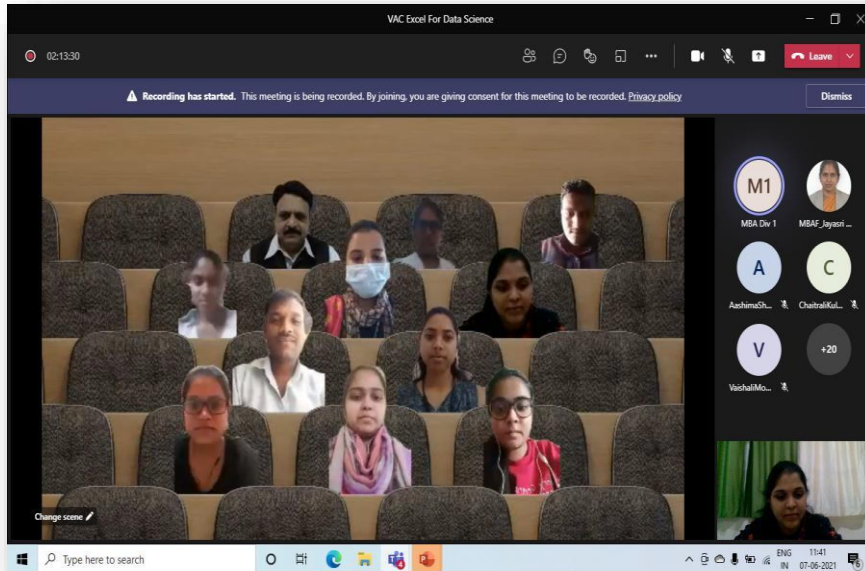 VAC Excel For Data Science
02:13:30
Leave
Recording has started. This meeting is being recorded. By joining, you are giving consent for this meeting to be recorded. Privacy policy
Dismiss
M1
MBA Div 1
MBAF_Jayasri ...
A
C
AashimaSh...
ChaitraliKul...
V
+20
VaishaliMo...
Change scene
Type here to search
ENG
IN
11:41
07-06-2021